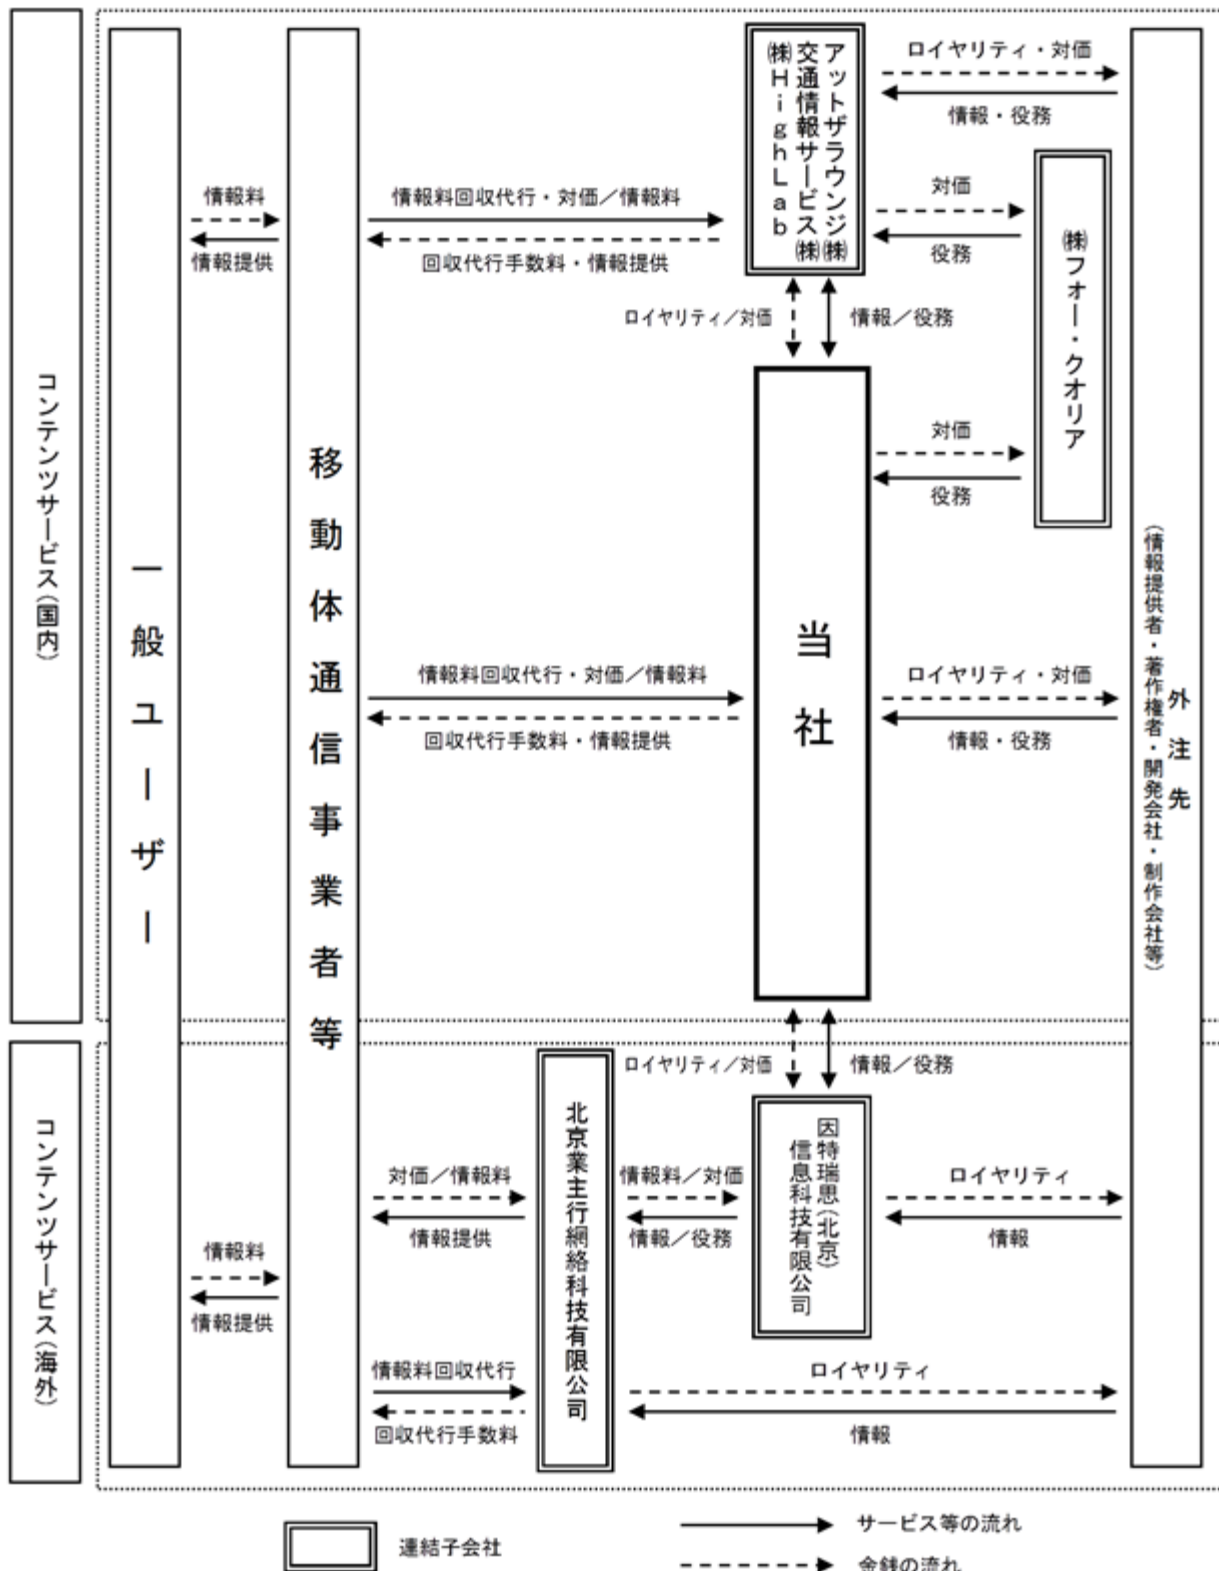 コンテンツサービス(国内)
一般ユーザー
移動体通信事業者等
アットザラウンジ㈱
交通情報サービス㈱
㈱HighLab
ロイヤリティ・対価
情報・役務
情報料
情報提供
情報料回収代行・対価／情報料
回収代行手数料・情報提供
対価
役務
㈱フォー・クオリア
ロイヤリティ／対価
情報／役務
当社
対価
役務
情報料回収代行・対価／情報料
回収代行手数料・情報提供
ロイヤリティ・対価
情報・役務
外注先
(情報提供者・著作権者・開発会社・制作会社等)
コンテンツサービス(海外)
ロイヤリティ／対価
情報／役務
北京業主行網絡科技有限公司
因特瑞思(北京)
信息科技有限公司
対価／情報料
情報提供
情報料／対価
情報／役務
ロイヤリティ
情報
情報料
情報提供
情報料回収代行
回収代行手数料
ロイヤリティ
情報
連結子会社
サービス等の流れ
金銭の流れ